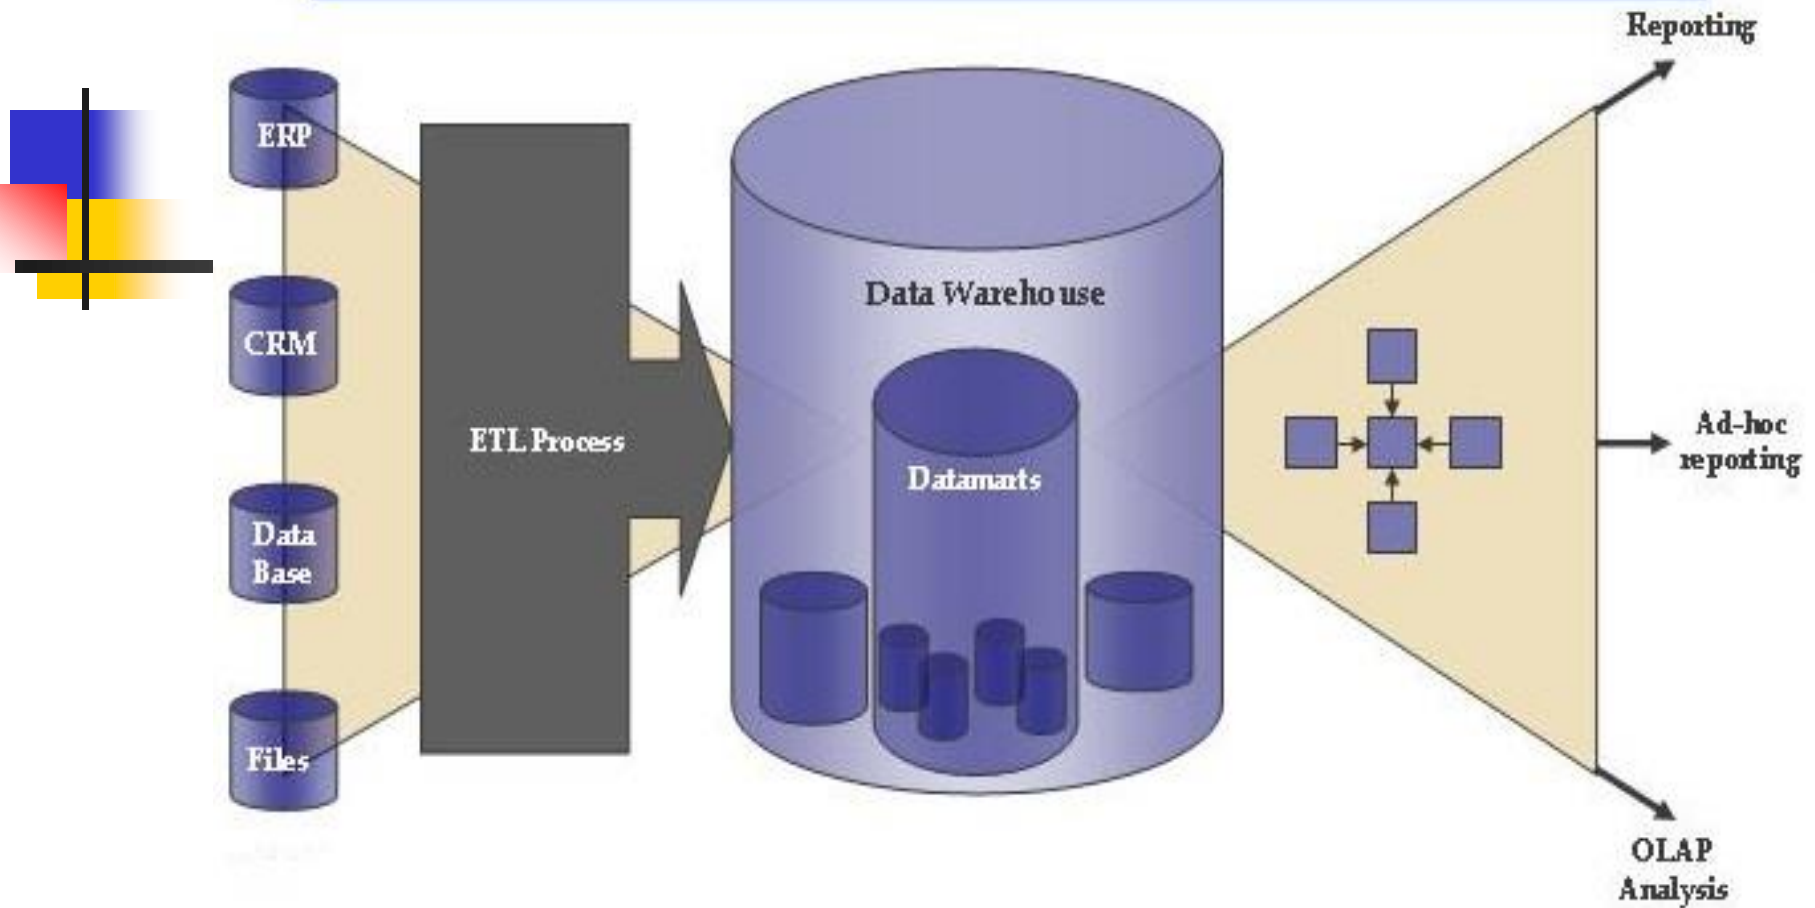 Reporting
ERP
Data Warehouse
CRM
Ad-hoc
reporting
ETL Process
Datamarts
Data
Base
Files
OLAP
Analysis